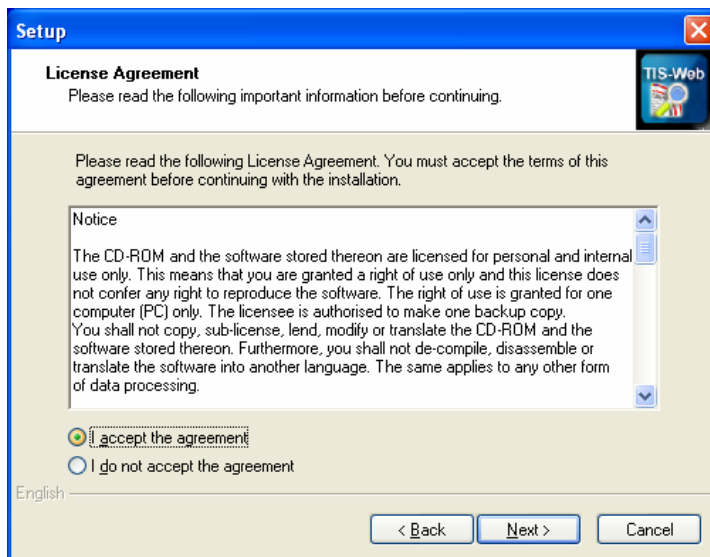 Setup
License Agreement
TIS-Web
Please read the following important information before continuing.
Please read the following License Agreement. You must accept the terms of this
agreement before continuing with the installation.
Notice
The CD-ROM and the software stored thereon are licensed for personal and internal
use only. This means that you are granted a right of use only and this license does
not confer any right to reproduce the software. The right of use is granted for one
computer (PC) only. The licensee is authorised to make one backup copy.
You shall not copy, sub-license, lend, modify or translate the CD-ROM and the
software stored thereon. Furthermore, you shall not de-compile, disassemble or
translate the software into another language. The same applies to any other form
of data processing.
I accept the agreement
I do not accept the agreement
English
< Back
Next >
Cancel